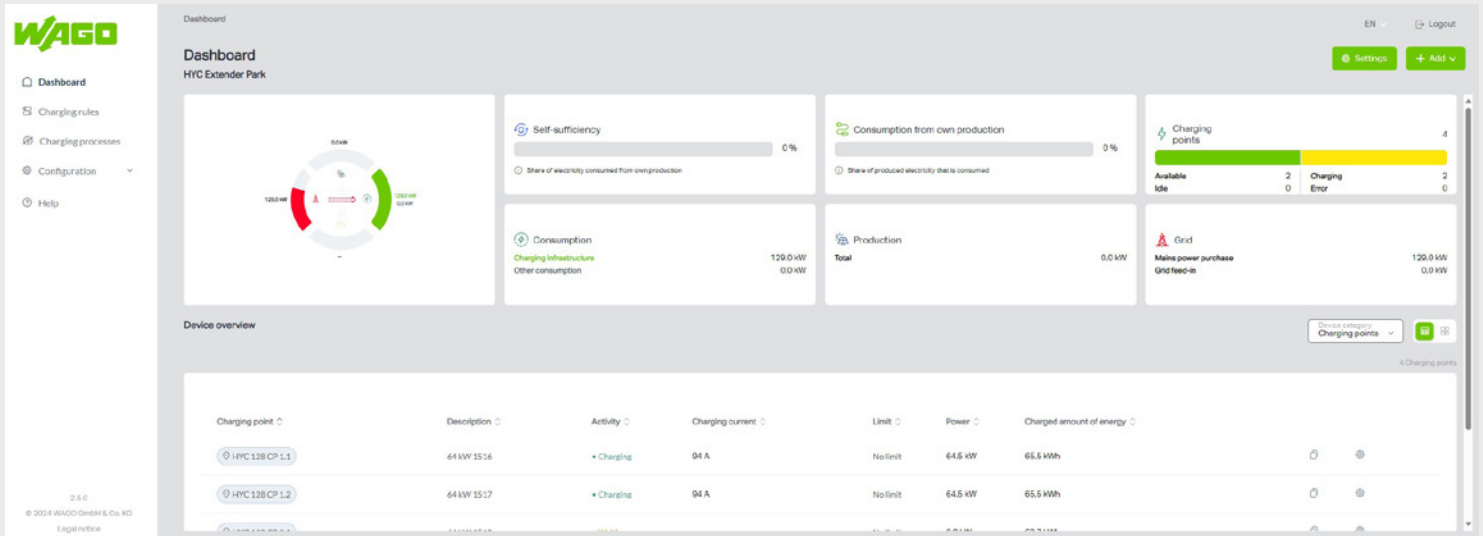 WAGO
Dashboard
EN
Logout
Dashboard
HYC Extender Park
Settings
+ Add
Dashboard
Charging rules
Charging processes
Configuration
Help
0.0 kW
129.0 kW
129.0 kW
0.0 kW
--
Self-sufficiency
0 %
Share of electricity consumed from own production
Consumption from own production
0 %
Share of produced electricity that is consumed
Charging points
4
Available 2
Charging 2
Idle 0
Error 0
Consumption
Charging infrastructure 129.0 kW
Other consumption 0.0 kW
Production
Total 0.0 kW
Grid
Mains power purchase 129.0 kW
Grid feed-in 0.0 kW
Device overview
Device category
Charging points
4 Charging points
Charging point Description Activity Charging current Limit Power Charged amount of energy
HYC 128 CP 1.1 64 kW 1516 Charging 94 A No limit 64.5 kW 65.5 kWh
HYC 128 CP 1.2 64 kW 1517 Charging 94 A No limit 64.5 kW 65.5 kWh
2.6.0
© 2024 WAGO GmbH & Co. KG
Legal notice